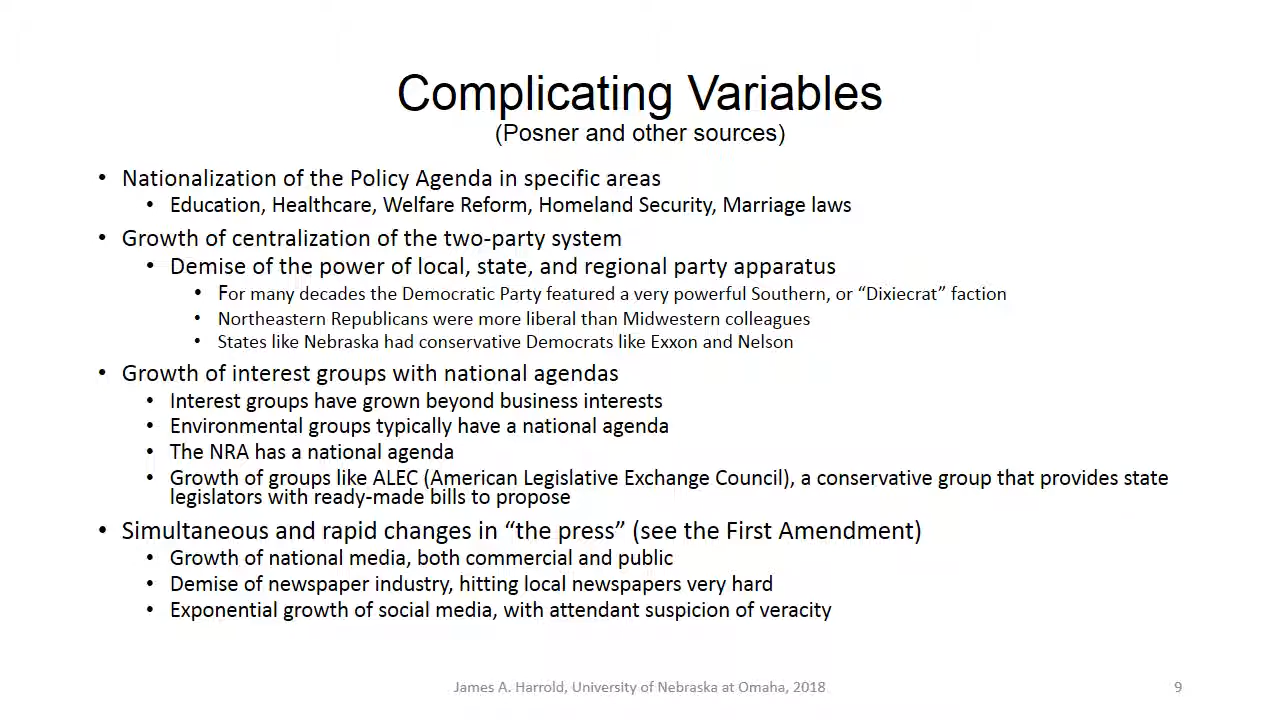 Complicating Variables
(Posner and other sources)
• Nationalization of the Policy Agenda in specific areas
• Education, Healthcare, Welfare Reform, Homeland Security, Marriage laws
• Growth of centralization of the two-party system
• Demise of the power of local, state, and regional party apparatus
• For many decades the Democratic Party featured a very powerful Southern, or “Dixiecrat” faction
• Northeastern Republicans were more liberal than Midwestern colleagues
• States like Nebraska had conservative Democrats like Exxon and Nelson
• Growth of interest groups with national agendas
• Interest groups have grown beyond business interests
• Environmental groups typically have a national agenda
• The NRA has a national agenda
• Growth of groups like ALEC (American Legislative Exchange Council), a conservative group that provides state
legislators with ready-made bills to propose
• Simultaneous and rapid changes in “the press” (see the First Amendment)
• Growth of national media, both commercial and public
• Demise of newspaper industry, hitting local newspapers very hard
• Exponential growth of social media, with attendant suspicion of veracity
James A. Harrold, University of Nebraska at Omaha, 2018
9